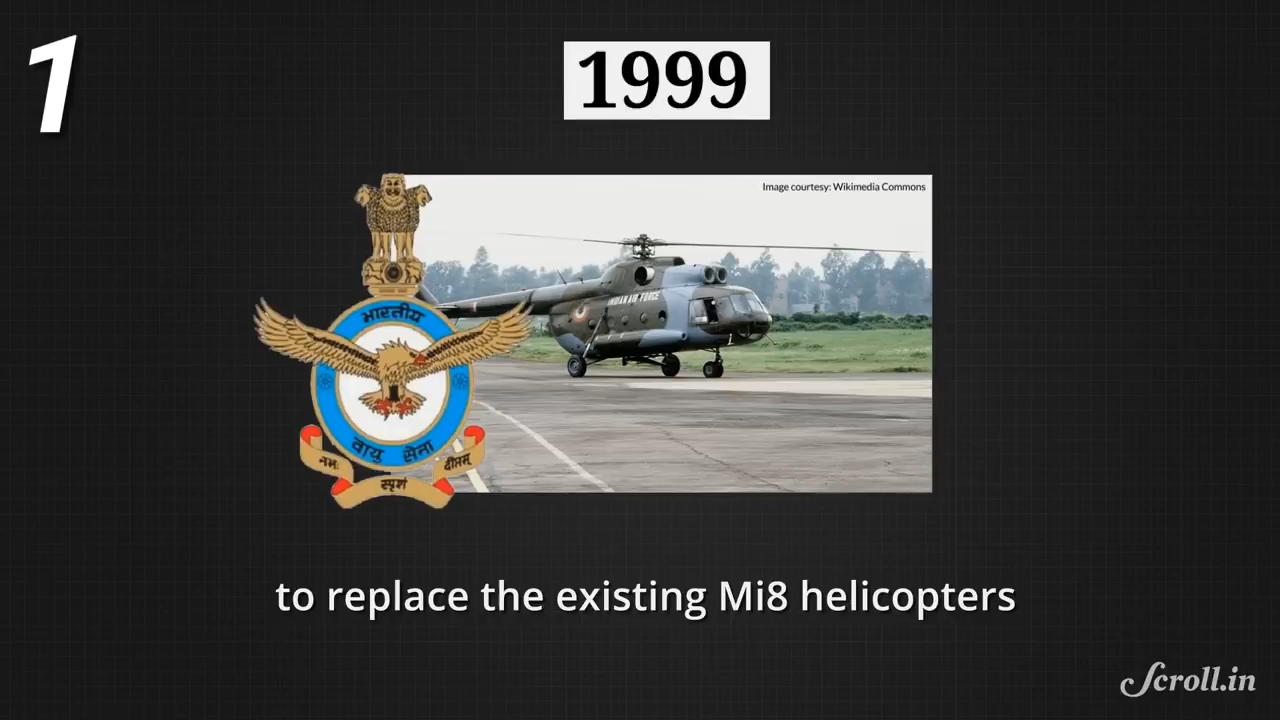 1
1999
Image courtesy: Wikimedia Commons
INDIAN AIR FORCE
भारतीय
वायु सेना
नभः
स्पृशं
दीप्तम्
to replace the existing Mi8 helicopters
Scroll.in